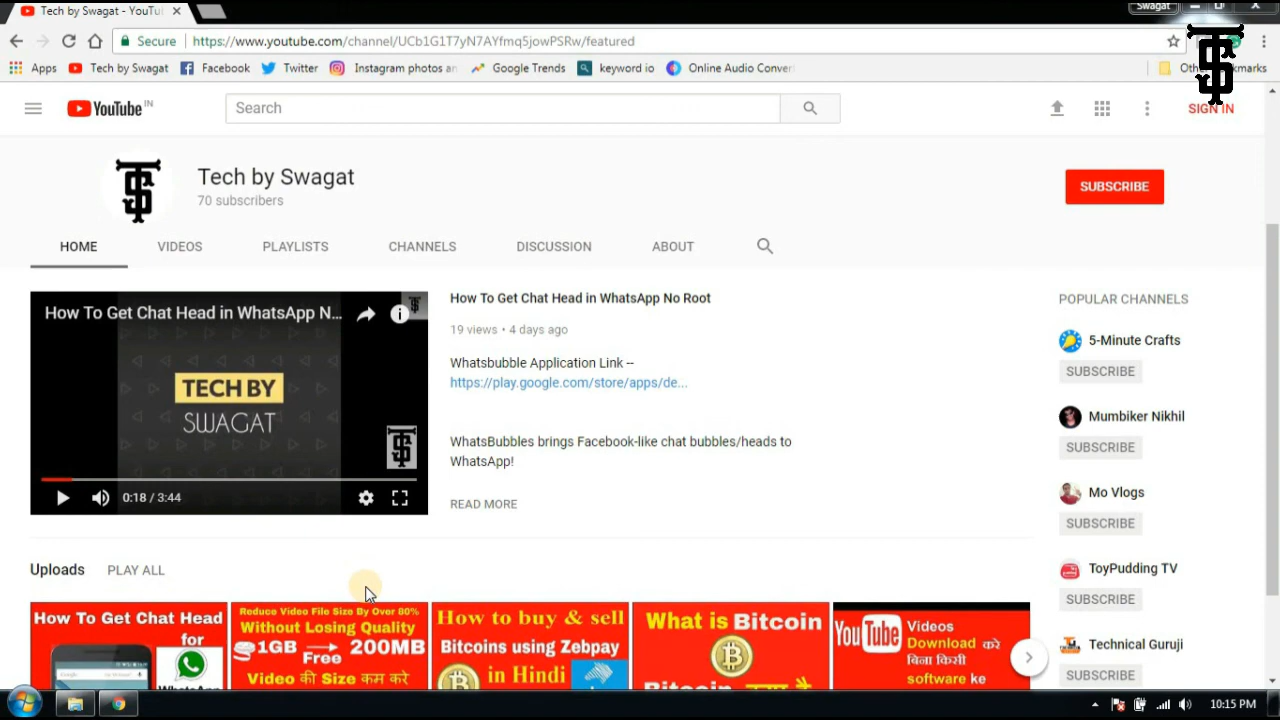 Tech by Swagat - YouTu
Swagat
Secure
https://www.youtube.com/channel/UCb1G1T7yN7AYfmq5jowPSRw/featured
Apps
Tech by Swagat
Facebook
Twitter
Instagram photos an
Google Trends
keyword io
Online Audio Conver
YouTube IN
Search
SIGN IN
Tech by Swagat
70 subscribers
SUBSCRIBE
HOME
VIDEOS
PLAYLISTS
CHANNELS
DISCUSSION
ABOUT
How To Get Chat Head in WhatsApp N...
TECH BY
SWAGAT
0:18 / 3:44
How To Get Chat Head in WhatsApp No Root
19 views • 4 days ago
Whatsbubble Application Link --
https://play.google.com/store/apps/de...
WhatsBubbles brings Facebook-like chat bubbles/heads to
WhatsApp!
READ MORE
POPULAR CHANNELS
5-Minute Crafts
SUBSCRIBE
Mumbiker Nikhil
SUBSCRIBE
Mo Vlogs
SUBSCRIBE
ToyPudding TV
SUBSCRIBE
Technical Guruji
SUBSCRIBE
Uploads
PLAY ALL
How To Get Chat Head
for
Reduce Video File Size By Over 80%
Without Losing Quality
1GB
Free
200MB
Video की Size कम करे
How to buy & sell
Bitcoins using Zebpay
in Hindi
What is Bitcoin
YouTube
Videos
Download करे
बिना किसी
software के
10:15 PM